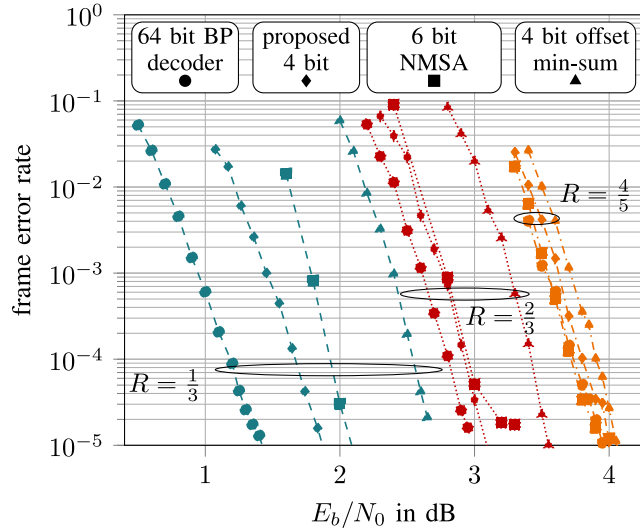 64 bit BP
decoder
proposed
4 bit
6 bit
NMSA
4 bit offset
min-sum
10^0
10^{-1}
10^{-2}
10^{-3}
10^{-4}
10^{-5}
frame error rate
R = 4/5
R = 2/3
R = 1/3
1 2 3 4
E_b/N_0 in dB